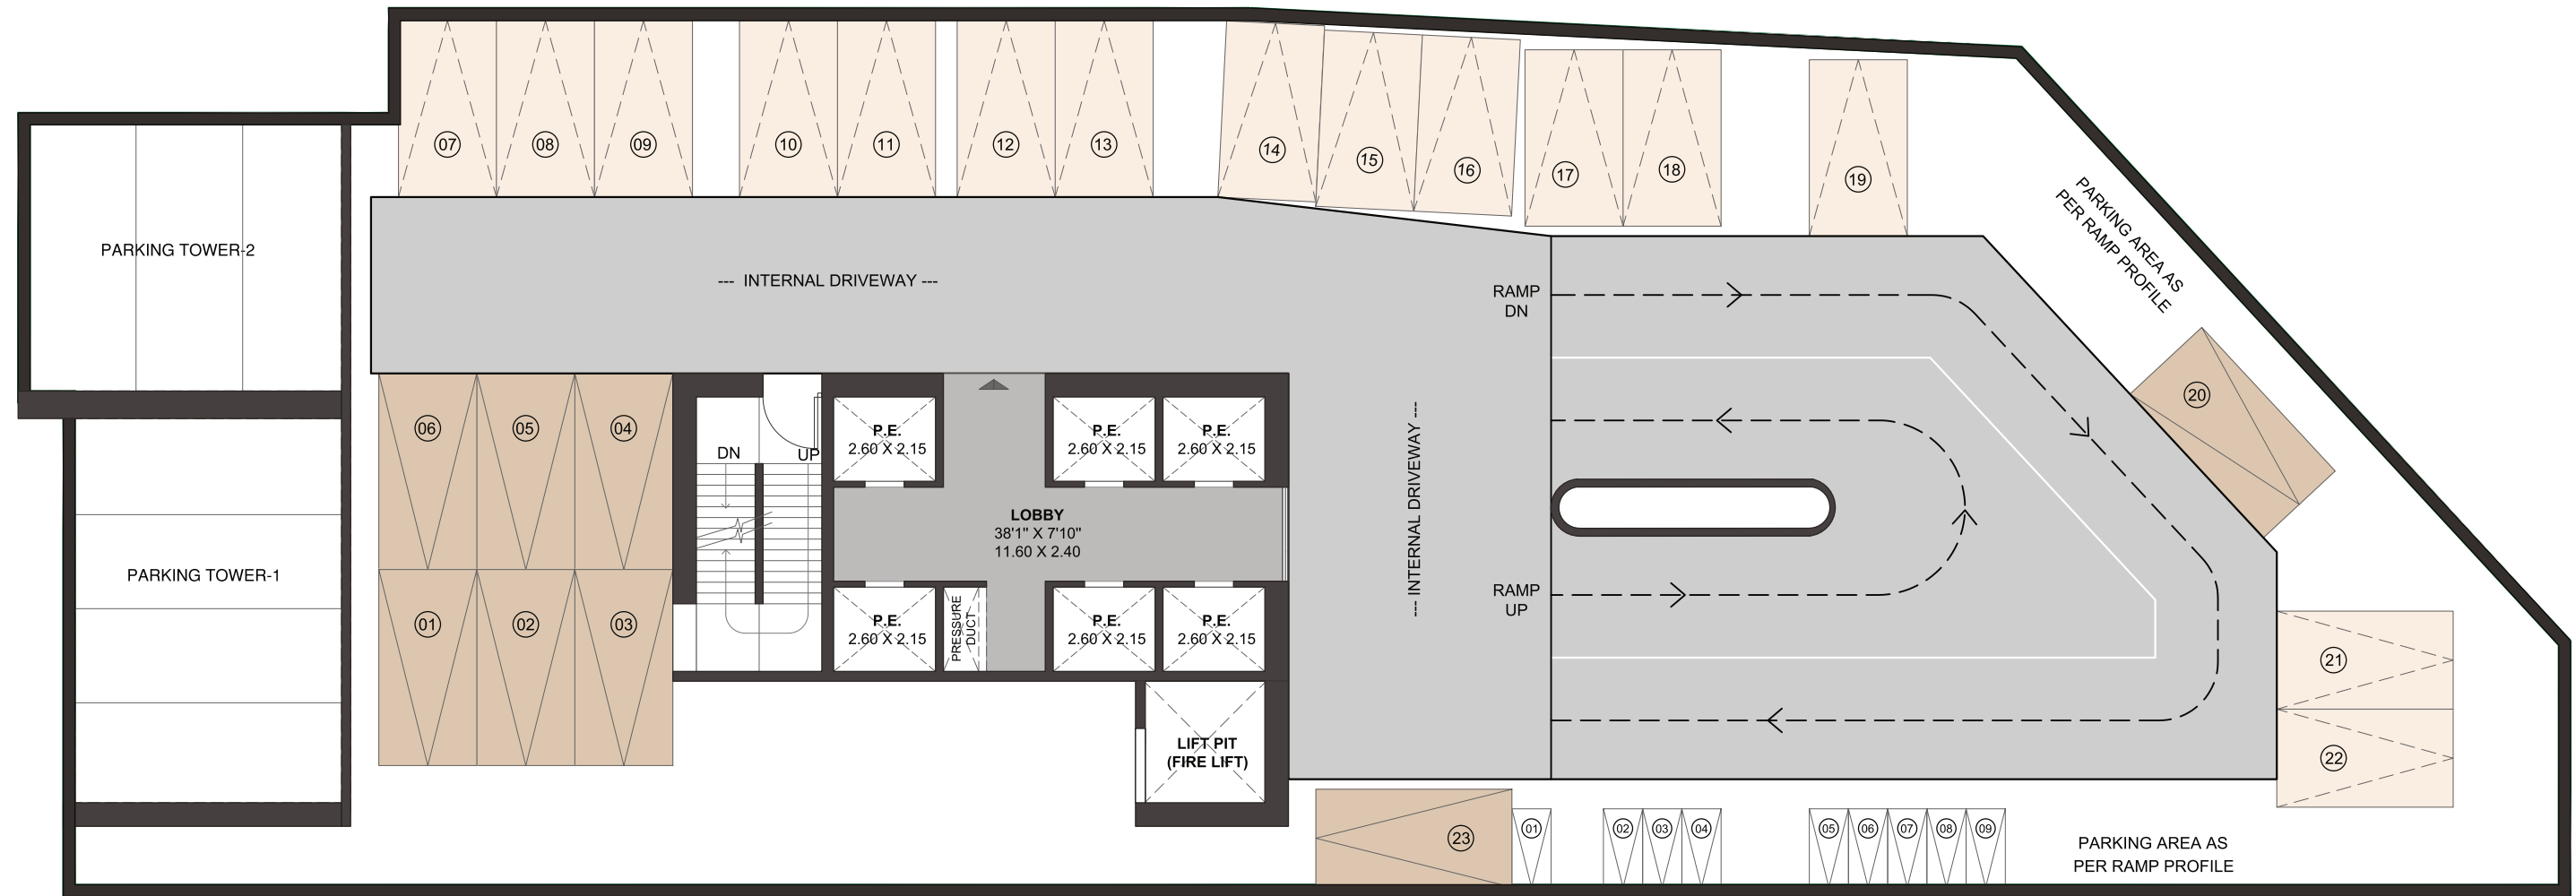 07
08
09
10
11
12
13
14
15
16
17
18
19
PARKING TOWER-2
--- INTERNAL DRIVEWAY ---
RAMP
DN
PARKING AREA AS
PER RAMP PROFILE
20
06
05
04
DN
UP
P.E.
2.60 X 2.15
P.E.
2.60 X 2.15
P.E.
2.60 X 2.15
LOBBY
38'1" X 7'10"
11.60 X 2.40
--- INTERNAL DRIVEWAY ---
PARKING TOWER-1
01
02
03
P.E.
2.60 X 2.15
PRESSURE
DUCT
P.E.
2.60 X 2.15
P.E.
2.60 X 2.15
RAMP
UP
21
22
LIFT PIT
(FIRE LIFT)
23
01
02
03
04
05
06
07
08
09
PARKING AREA AS
PER RAMP PROFILE